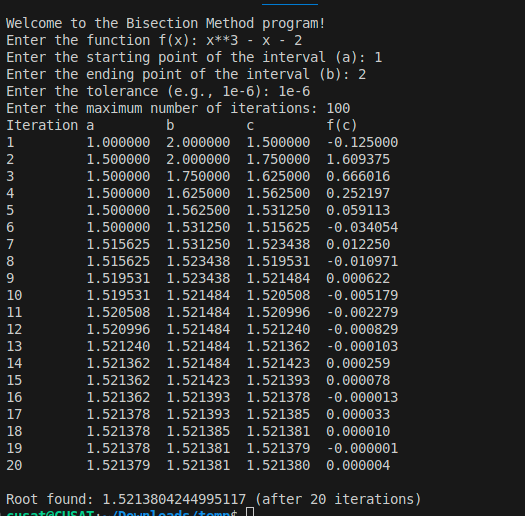 Welcome to the Bisection Method program!
Enter the function f(x): x**3 - x - 2
Enter the starting point of the interval (a): 1
Enter the ending point of the interval (b): 2
Enter the tolerance (e.g., 1e-6): 1e-6
Enter the maximum number of iterations: 100
Iteration a b c f(c)
1 1.000000 2.000000 1.500000 -0.125000
2 1.500000 2.000000 1.750000 1.609375
3 1.500000 1.750000 1.625000 0.666016
4 1.500000 1.625000 1.562500 0.252197
5 1.500000 1.562500 1.531250 0.059113
6 1.500000 1.531250 1.515625 -0.034054
7 1.515625 1.531250 1.523438 0.012250
8 1.515625 1.523438 1.519531 -0.010971
9 1.519531 1.523438 1.521484 0.000622
10 1.519531 1.521484 1.520508 -0.005179
11 1.520508 1.521484 1.520996 -0.002279
12 1.520996 1.521484 1.521240 -0.000829
13 1.521240 1.521484 1.521362 -0.000103
14 1.521362 1.521484 1.521423 0.000259
15 1.521362 1.521423 1.521393 0.000078
16 1.521362 1.521393 1.521378 -0.000013
17 1.521378 1.521393 1.521385 0.000033
18 1.521378 1.521385 1.521381 0.000010
19 1.521378 1.521381 1.521379 -0.000001
20 1.521379 1.521381 1.521380 0.000004
Root found: 1.5213804244995117 (after 20 iterations)
cusat@CUSAT:~/Downloads/temp$